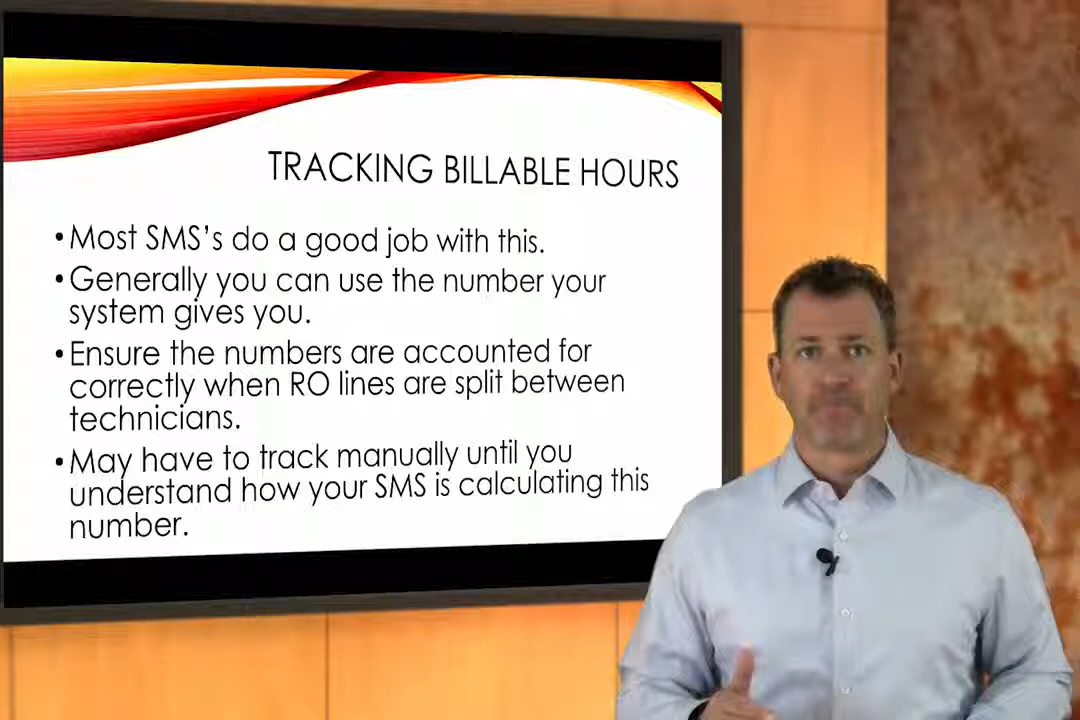 TRACKING BILLABLE HOURS
•Most SMS's do a good job with this.
•Generally you can use the number your
system gives you.
•Ensure the numbers are accounted for
correctly when RO lines are split between
technicians.
•May have to track manually until you
understand how your SMS is calculating this
number.